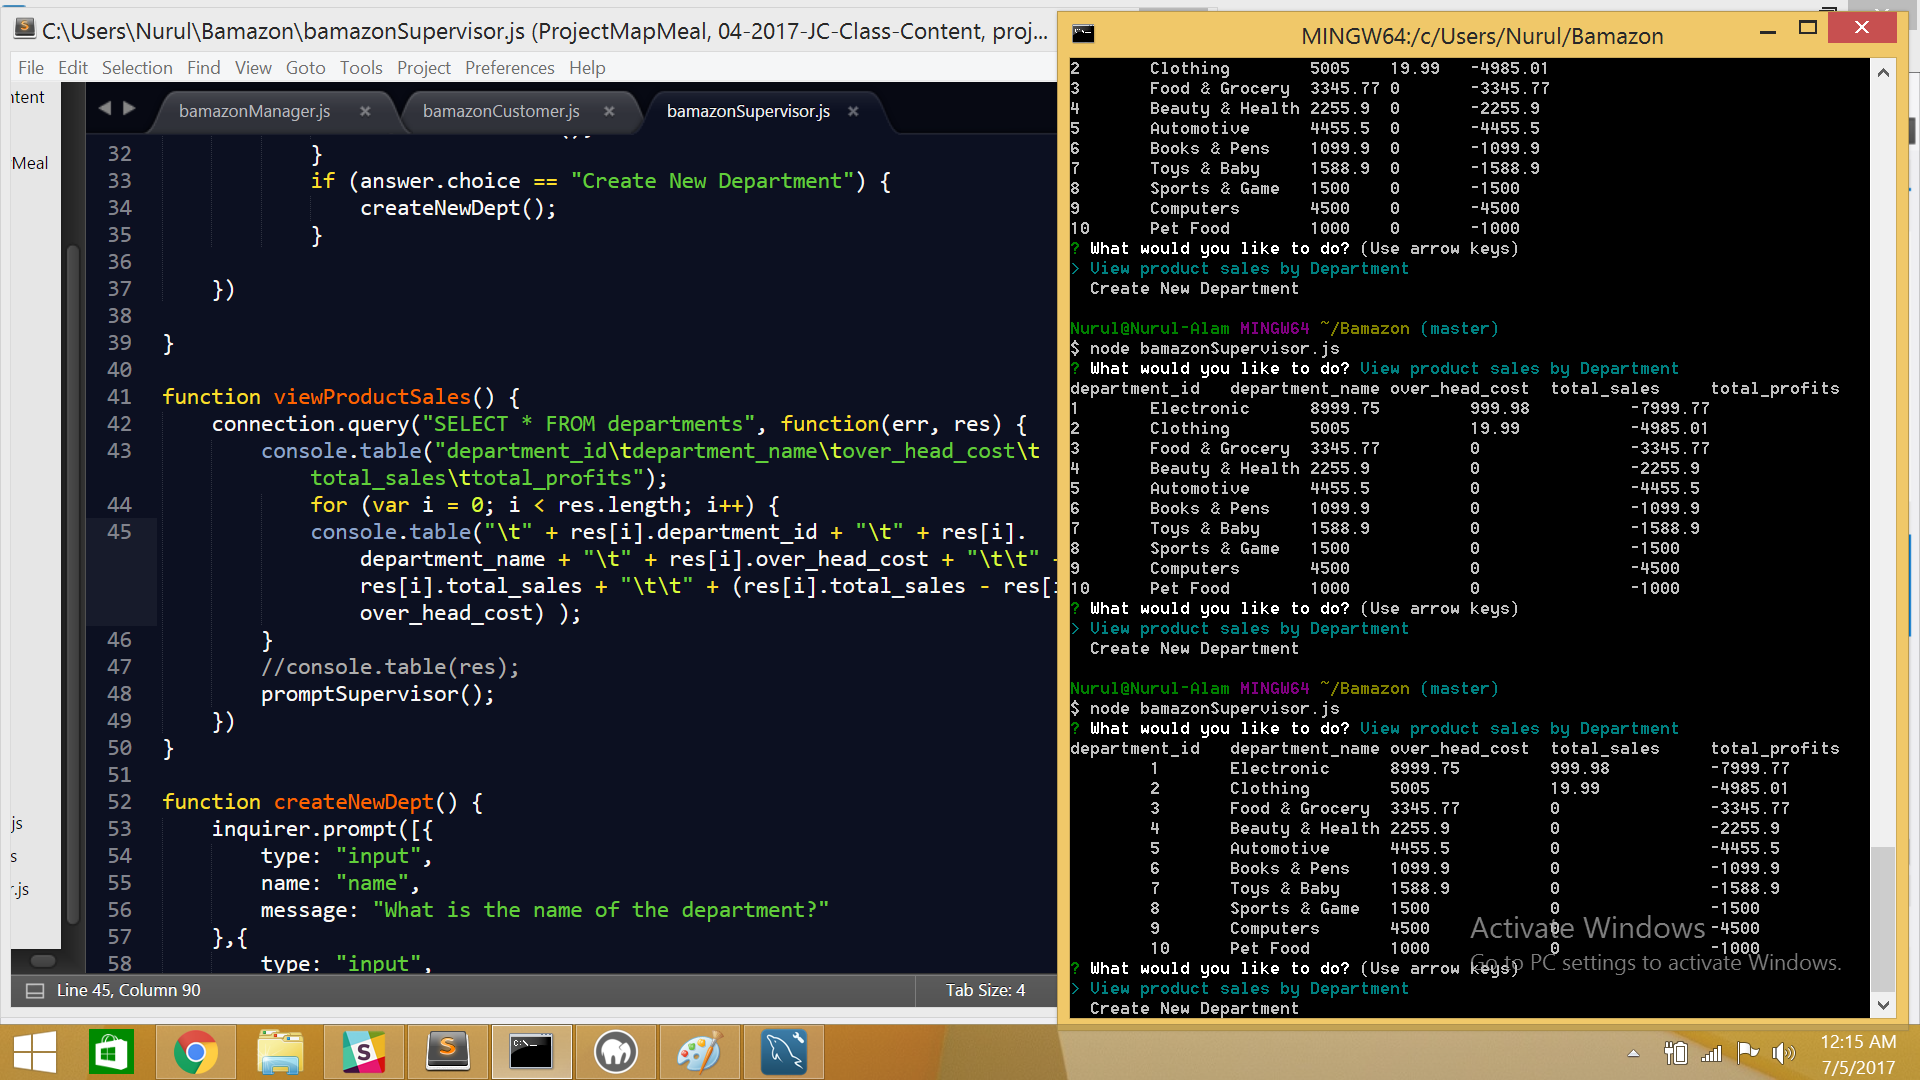 C:\Users\Nurul\Bamazon\bamazonSupervisor.js (ProjectMapMeal, 04-2017-JC-Class-Content, proj...
File Edit Selection Find View Goto Tools Project Preferences Help
ntent
Meal
js
s
r.js
bamazonManager.js × bamazonCustomer.js × bamazonSupervisor.js ×
32 }
33 if (answer.choice == "Create New Department") {
34 createNewDept();
35 }
36
37 })
38
39 }
40
41 function viewProductSales() {
42 connection.query("SELECT * FROM departments", function(err, res) {
43 console.table("department_id\tdepartment_name\tover_head_cost\t
total_sales\ttotal_profits");
44 for (var i = 0; i < res.length; i++) {
45 console.table("\t" + res[i].department_id + "\t" + res[i].
department_name + "\t" + res[i].over_head_cost + "\t\t" +
res[i].total_sales + "\t\t" + (res[i].total_sales - res[i
over_head_cost) );
46 }
47 //console.table(res);
48 promptSupervisor();
49 })
50 }
51
52 function createNewDept() {
53 inquirer.prompt([{
54 type: "input",
55 name: "name",
56 message: "What is the name of the department?"
57 },{
58 type: "input",
Line 45, Column 90 Tab Size: 4
MINGW64:/c/Users/Nurul/Bamazon
2 Clothing 5005 19.99 -4985.01
3 Food & Grocery 3345.77 0 -3345.77
4 Beauty & Health 2255.9 0 -2255.9
5 Automotive 4455.5 0 -4455.5
6 Books & Pens 1099.9 0 -1099.9
7 Toys & Baby 1588.9 0 -1588.9
8 Sports & Game 1500 0 -1500
9 Computers 4500 0 -4500
10 Pet Food 1000 0 -1000
? What would you like to do? (Use arrow keys)
> View product sales by Department
Create New Department
Nurul@Nurul-Alam MINGW64 ~/Bamazon (master)
$ node bamazonSupervisor.js
? What would you like to do? View product sales by Department
department_id department_name over_head_cost total_sales total_profits
1 Electronic 8999.75 999.98 -7999.77
2 Clothing 5005 19.99 -4985.01
3 Food & Grocery 3345.77 0 -3345.77
4 Beauty & Health 2255.9 0 -2255.9
5 Automotive 4455.5 0 -4455.5
6 Books & Pens 1099.9 0 -1099.9
7 Toys & Baby 1588.9 0 -1588.9
8 Sports & Game 1500 0 -1500
9 Computers 4500 0 -4500
10 Pet Food 1000 0 -1000
? What would you like to do? (Use arrow keys)
> View product sales by Department
Create New Department
Nurul@Nurul-Alam MINGW64 ~/Bamazon (master)
$ node bamazonSupervisor.js
? What would you like to do? View product sales by Department
department_id department_name over_head_cost total_sales total_profits
1 Electronic 8999.75 999.98 -7999.77
2 Clothing 5005 19.99 -4985.01
3 Food & Grocery 3345.77 0 -3345.77
4 Beauty & Health 2255.9 0 -2255.9
5 Automotive 4455.5 0 -4455.5
6 Books & Pens 1099.9 0 -1099.9
7 Toys & Baby 1588.9 0 -1588.9
8 Sports & Game 1500 0 -1500
9 Computers 4500 0 -4500
10 Pet Food 1000 0 -1000
? What would you like to do? (Use arrow keys)
> View product sales by Department
Create New Department
Activate Windows
Go to PC settings to activate Windows.
12:15 AM
7/5/2017